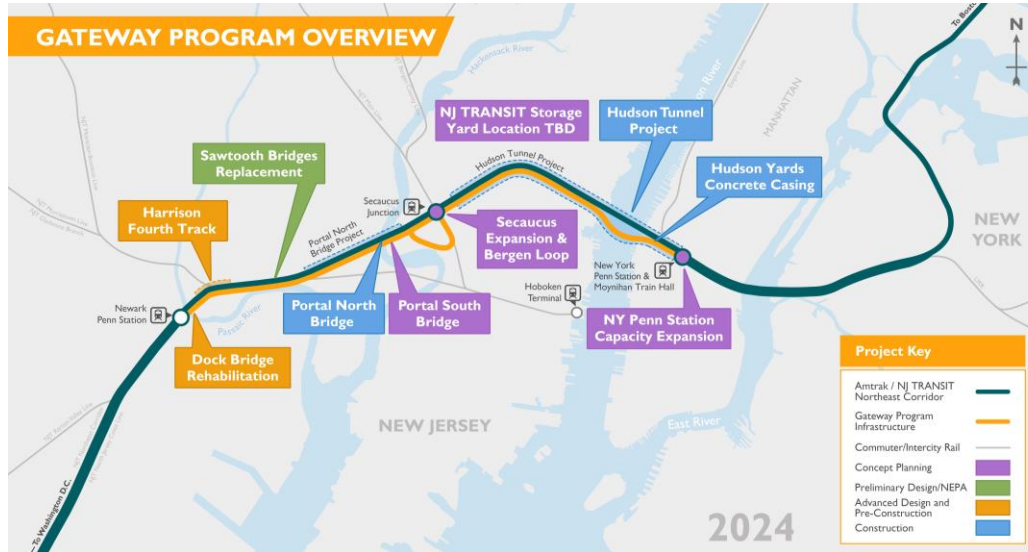 GATEWAY PROGRAM OVERVIEW
To Boston
N
Hackensack River
MANHATTAN
NJ TRANSIT Storage
Yard Location TBD
Hudson Tunnel
Project
Sawtooth Bridges
Replacement
Hudson Tunnel Project
Hudson Yards
Concrete Casing
Harrison
Fourth Track
Secaucus
Junction
Portal North
Bridge Project
Secaucus
Expansion &
Bergen Loop
NEW
YORK
New York
Penn Station &
Moynihan Train Hall
Newark
Penn Station
Passaic River
Portal North
Bridge
Portal South
Bridge
Hoboken
Terminal
NY Penn Station
Capacity Expansion
Dock Bridge
Rehabilitation
NEW JERSEY
East River
To Washington D.C.
2024
Project Key
Amtrak / NJ TRANSIT
Northeast Corridor
Gateway Program
Infrastructure
Commuter/Intercity Rail
Concept Planning
Preliminary Design/NEPA
Advanced Design and
Pre-Construction
Construction